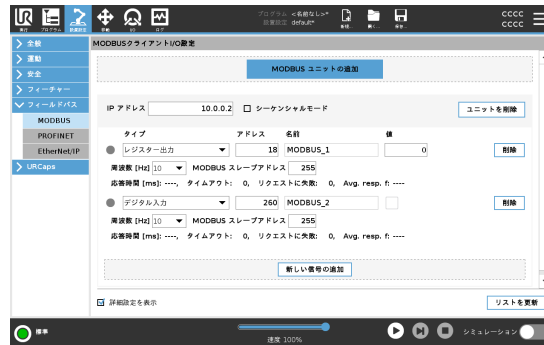 UR
プログラム <名前なし>*
設置設定 default*
CCCC
CCCC
実行 プログラム 設置設定 移動 I/O ログ
新規... 開く... 保存...
全般
運動
安全
フィーチャー
フィールドバス
MODBUS
PROFINET
EtherNet/IP
URCaps
MODBUSクライアントI/O設定
MODBUS ユニットの追加
IP アドレス 10.0.0.2 シーケンシャルモード ユニットを削除
タイプ アドレス 名前 値
レジスター出力 18 MODBUS_1 0 削除
周波数 [Hz] 10 MODBUS スレーブアドレス 255
応答時間 [ms]: ----, タイムアウト: 0, リクエストに失敗: 0, Avg. resp. f: ----
デジタル入力 260 MODBUS_2 削除
周波数 [Hz] 10 MODBUS スレーブアドレス 255
応答時間 [ms]: ----, タイムアウト: 0, リクエストに失敗: 0, Avg. resp. f: ----
新しい信号の追加
詳細設定を表示 リストを更新
標準
速度 100%
シミュレーション